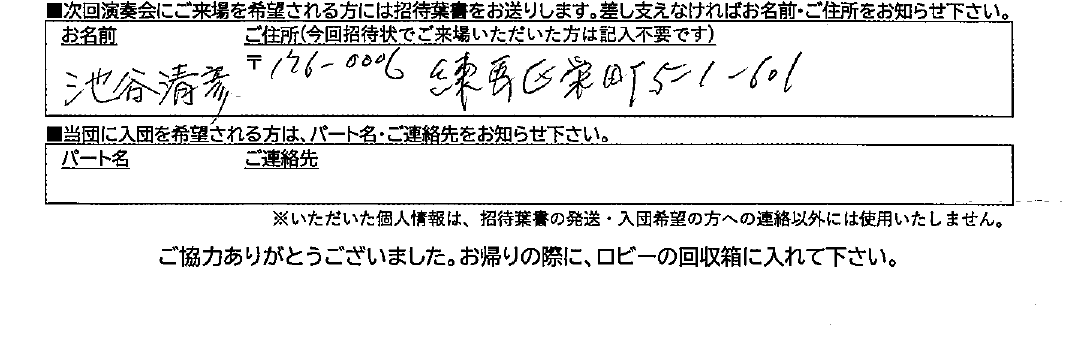 ■次回演奏会にご来場を希望される方には招待葉書をお送りします。差し支えなければお名前・ご住所をお知らせ下さい。
お名前 ご住所(今回招待状でご来場いただいた方は記入不要です)
池谷清彦 〒176-0006 練馬区栄町5-1-601
■当団に入団を希望される方は、パート名・ご連絡先をお知らせ下さい。
パート名 ご連絡先
※いただいた個人情報は、招待葉書の発送・入団希望の方への連絡以外には使用いたしません。
ご協力ありがとうございました。お帰りの際に、ロビーの回収箱に入れて下さい。